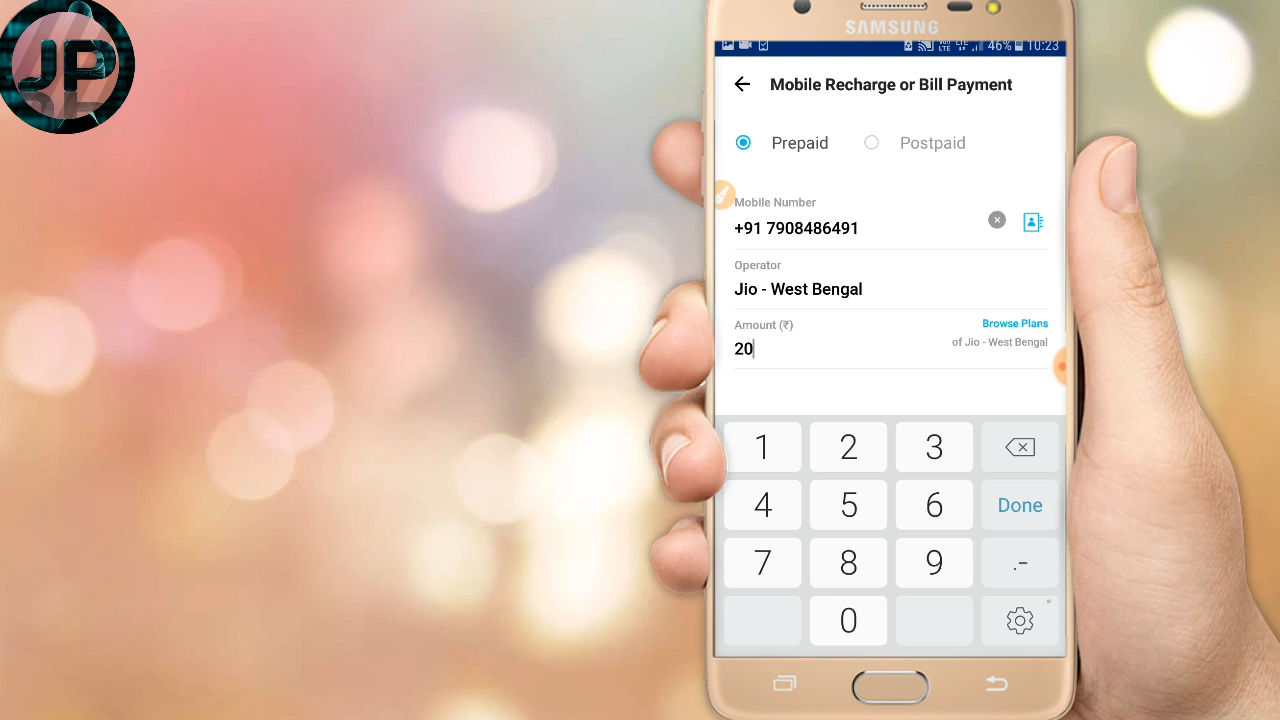 JP
SAMSUNG
46% 10:23
Mobile Recharge or Bill Payment
Prepaid Postpaid
Mobile Number
+91 7908486491
Operator
Jio - West Bengal
Amount (₹) Browse Plans
20 of Jio - West Bengal
1 2 3
4 5 6 Done
7 8 9 .-
0